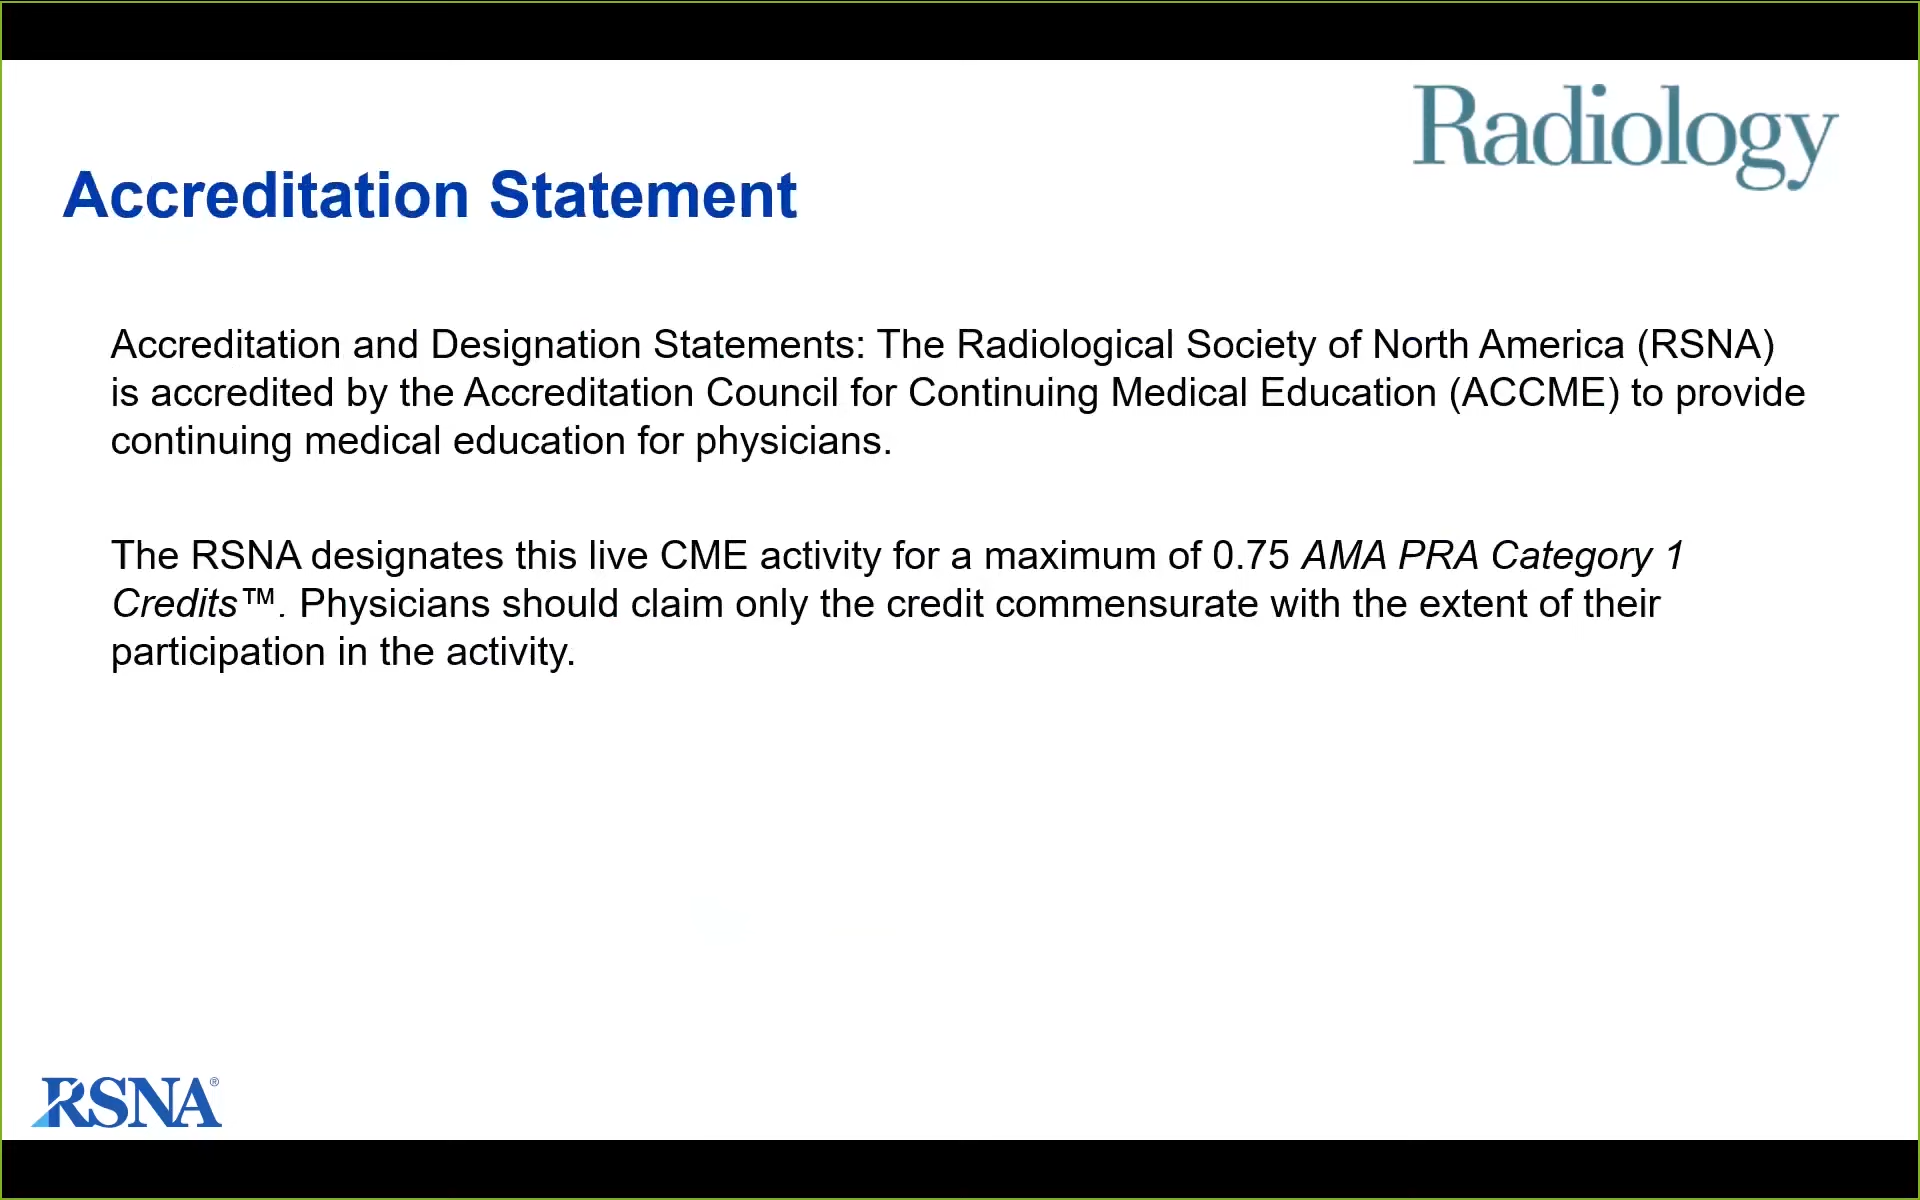 Radiology
Accreditation Statement
Accreditation and Designation Statements: The Radiological Society of North America (RSNA)
is accredited by the Accreditation Council for Continuing Medical Education (ACCME) to provide
continuing medical education for physicians.
The RSNA designates this live CME activity for a maximum of 0.75 AMA PRA Category 1
Credits™. Physicians should claim only the credit commensurate with the extent of their
participation in the activity.
RSNA®